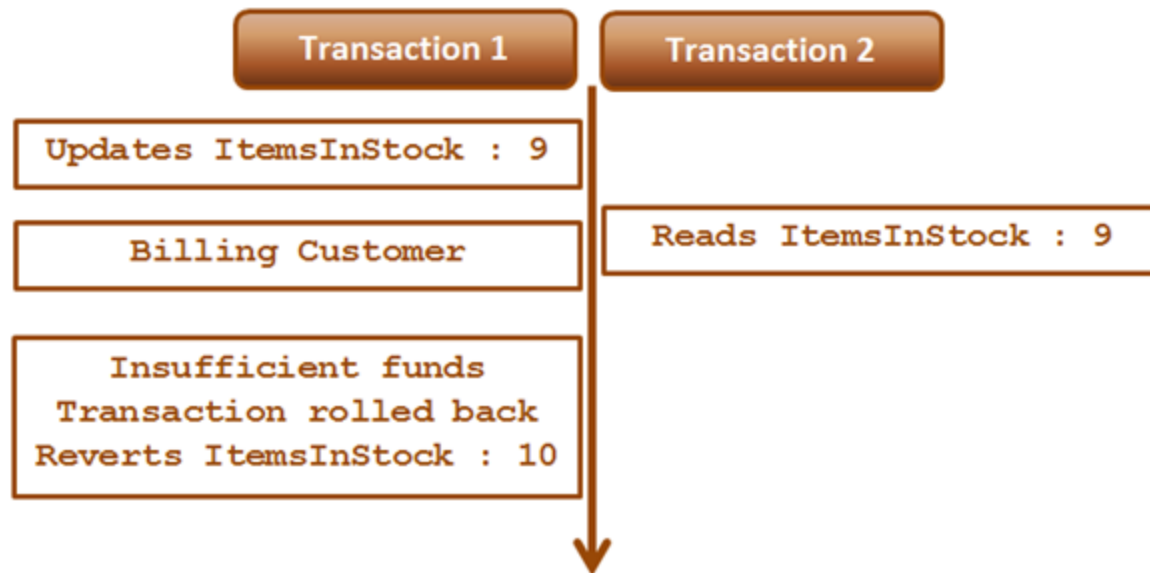 Transaction 1
Transaction 2
Updates ItemsInStock : 9
Reads ItemsInStock : 9
Billing Customer
Insufficient funds
Transaction rolled back
Reverts ItemsInStock : 10